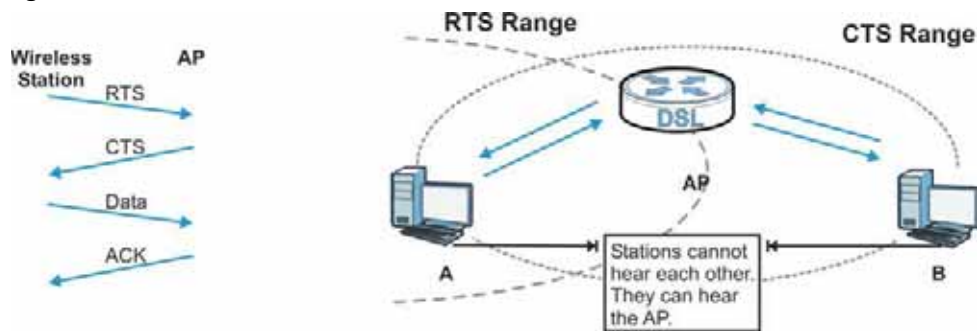 Wireless
Station
AP
RTS
CTS
Data
ACK
RTS Range
CTS Range
DSL
AP
A
B
Stations cannot
hear each other.
They can hear
the AP.